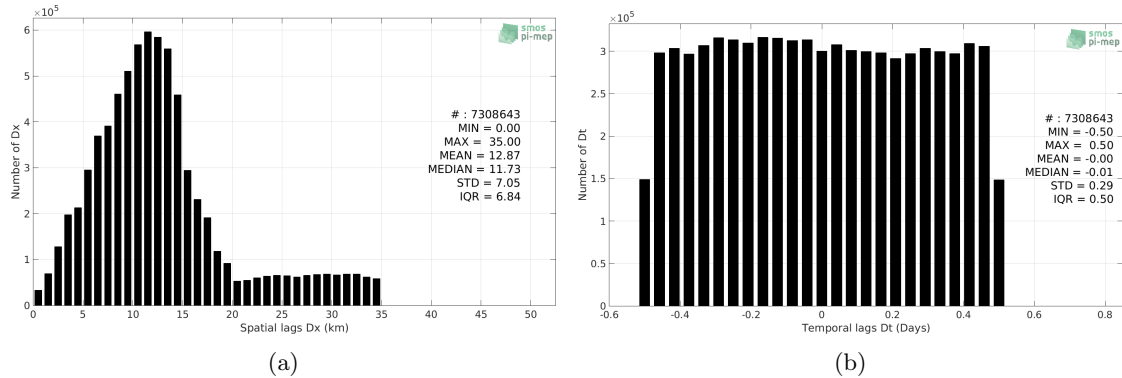 ×10^5
6
5
4
3
2
1
0
Number of Dx
0 5 10 15 20 25 30 35 40 45 50
Spatial lags Dx (km)
smos
pi-mep
# : 7308643
MIN = 0.00
MAX = 35.00
MEAN = 12.87
MEDIAN = 11.73
STD = 7.05
IQR = 6.84
(a)
×10^5
3
2.5
2
1.5
1
0.5
0
Number of Dt
-0.6 -0.4 -0.2 0 0.2 0.4 0.6 0.8
Temporal lags Dt (Days)
smos
pi-mep
# : 7308643
MIN = -0.50
MAX = 0.50
MEAN = -0.00
MEDIAN = -0.01
STD = 0.29
IQR = 0.50
(b)